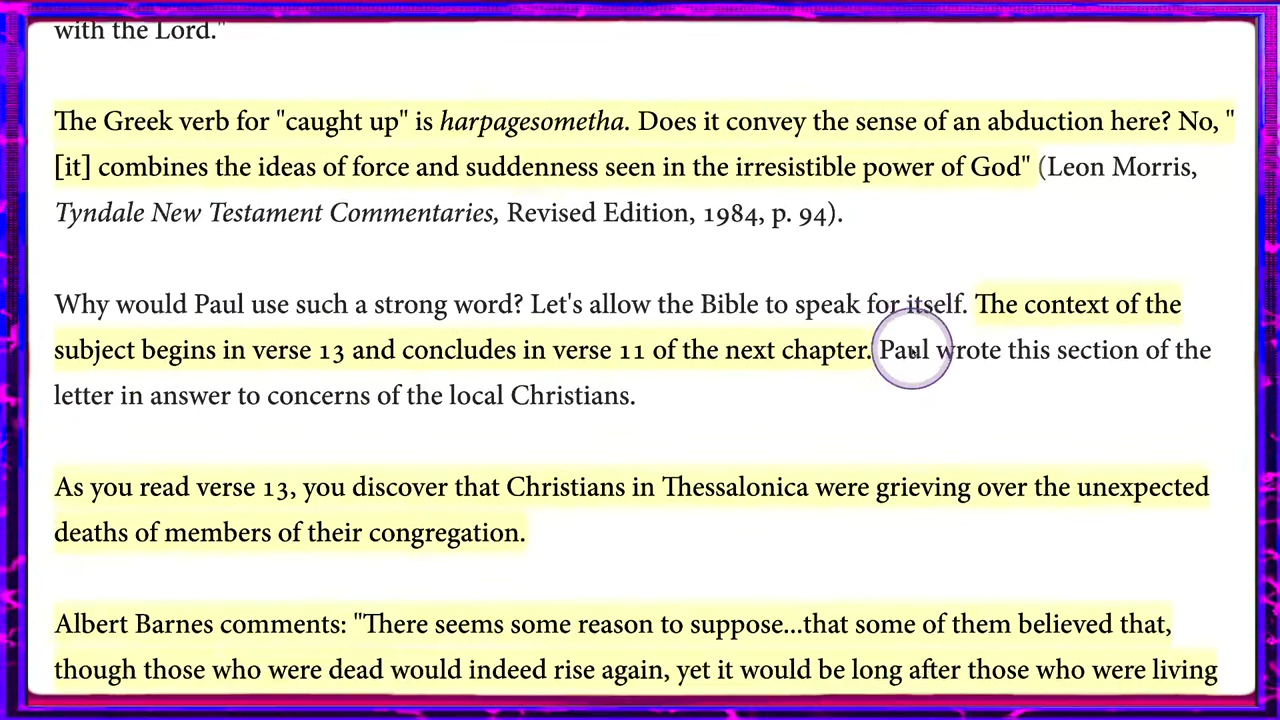 with the Lord."
The Greek verb for "caught up" is harpagesometha. Does it convey the sense of an abduction here? No, "
[it] combines the ideas of force and suddenness seen in the irresistible power of God" (Leon Morris,
Tyndale New Testament Commentaries, Revised Edition, 1984, p. 94).
Why would Paul use such a strong word? Let's allow the Bible to speak for itself. The context of the
subject begins in verse 13 and concludes in verse 11 of the next chapter. Paul wrote this section of the
letter in answer to concerns of the local Christians.
As you read verse 13, you discover that Christians in Thessalonica were grieving over the unexpected
deaths of members of their congregation.
Albert Barnes comments: "There seems some reason to suppose...that some of them believed that,
though those who were dead would indeed rise again, yet it would be long after those who were living